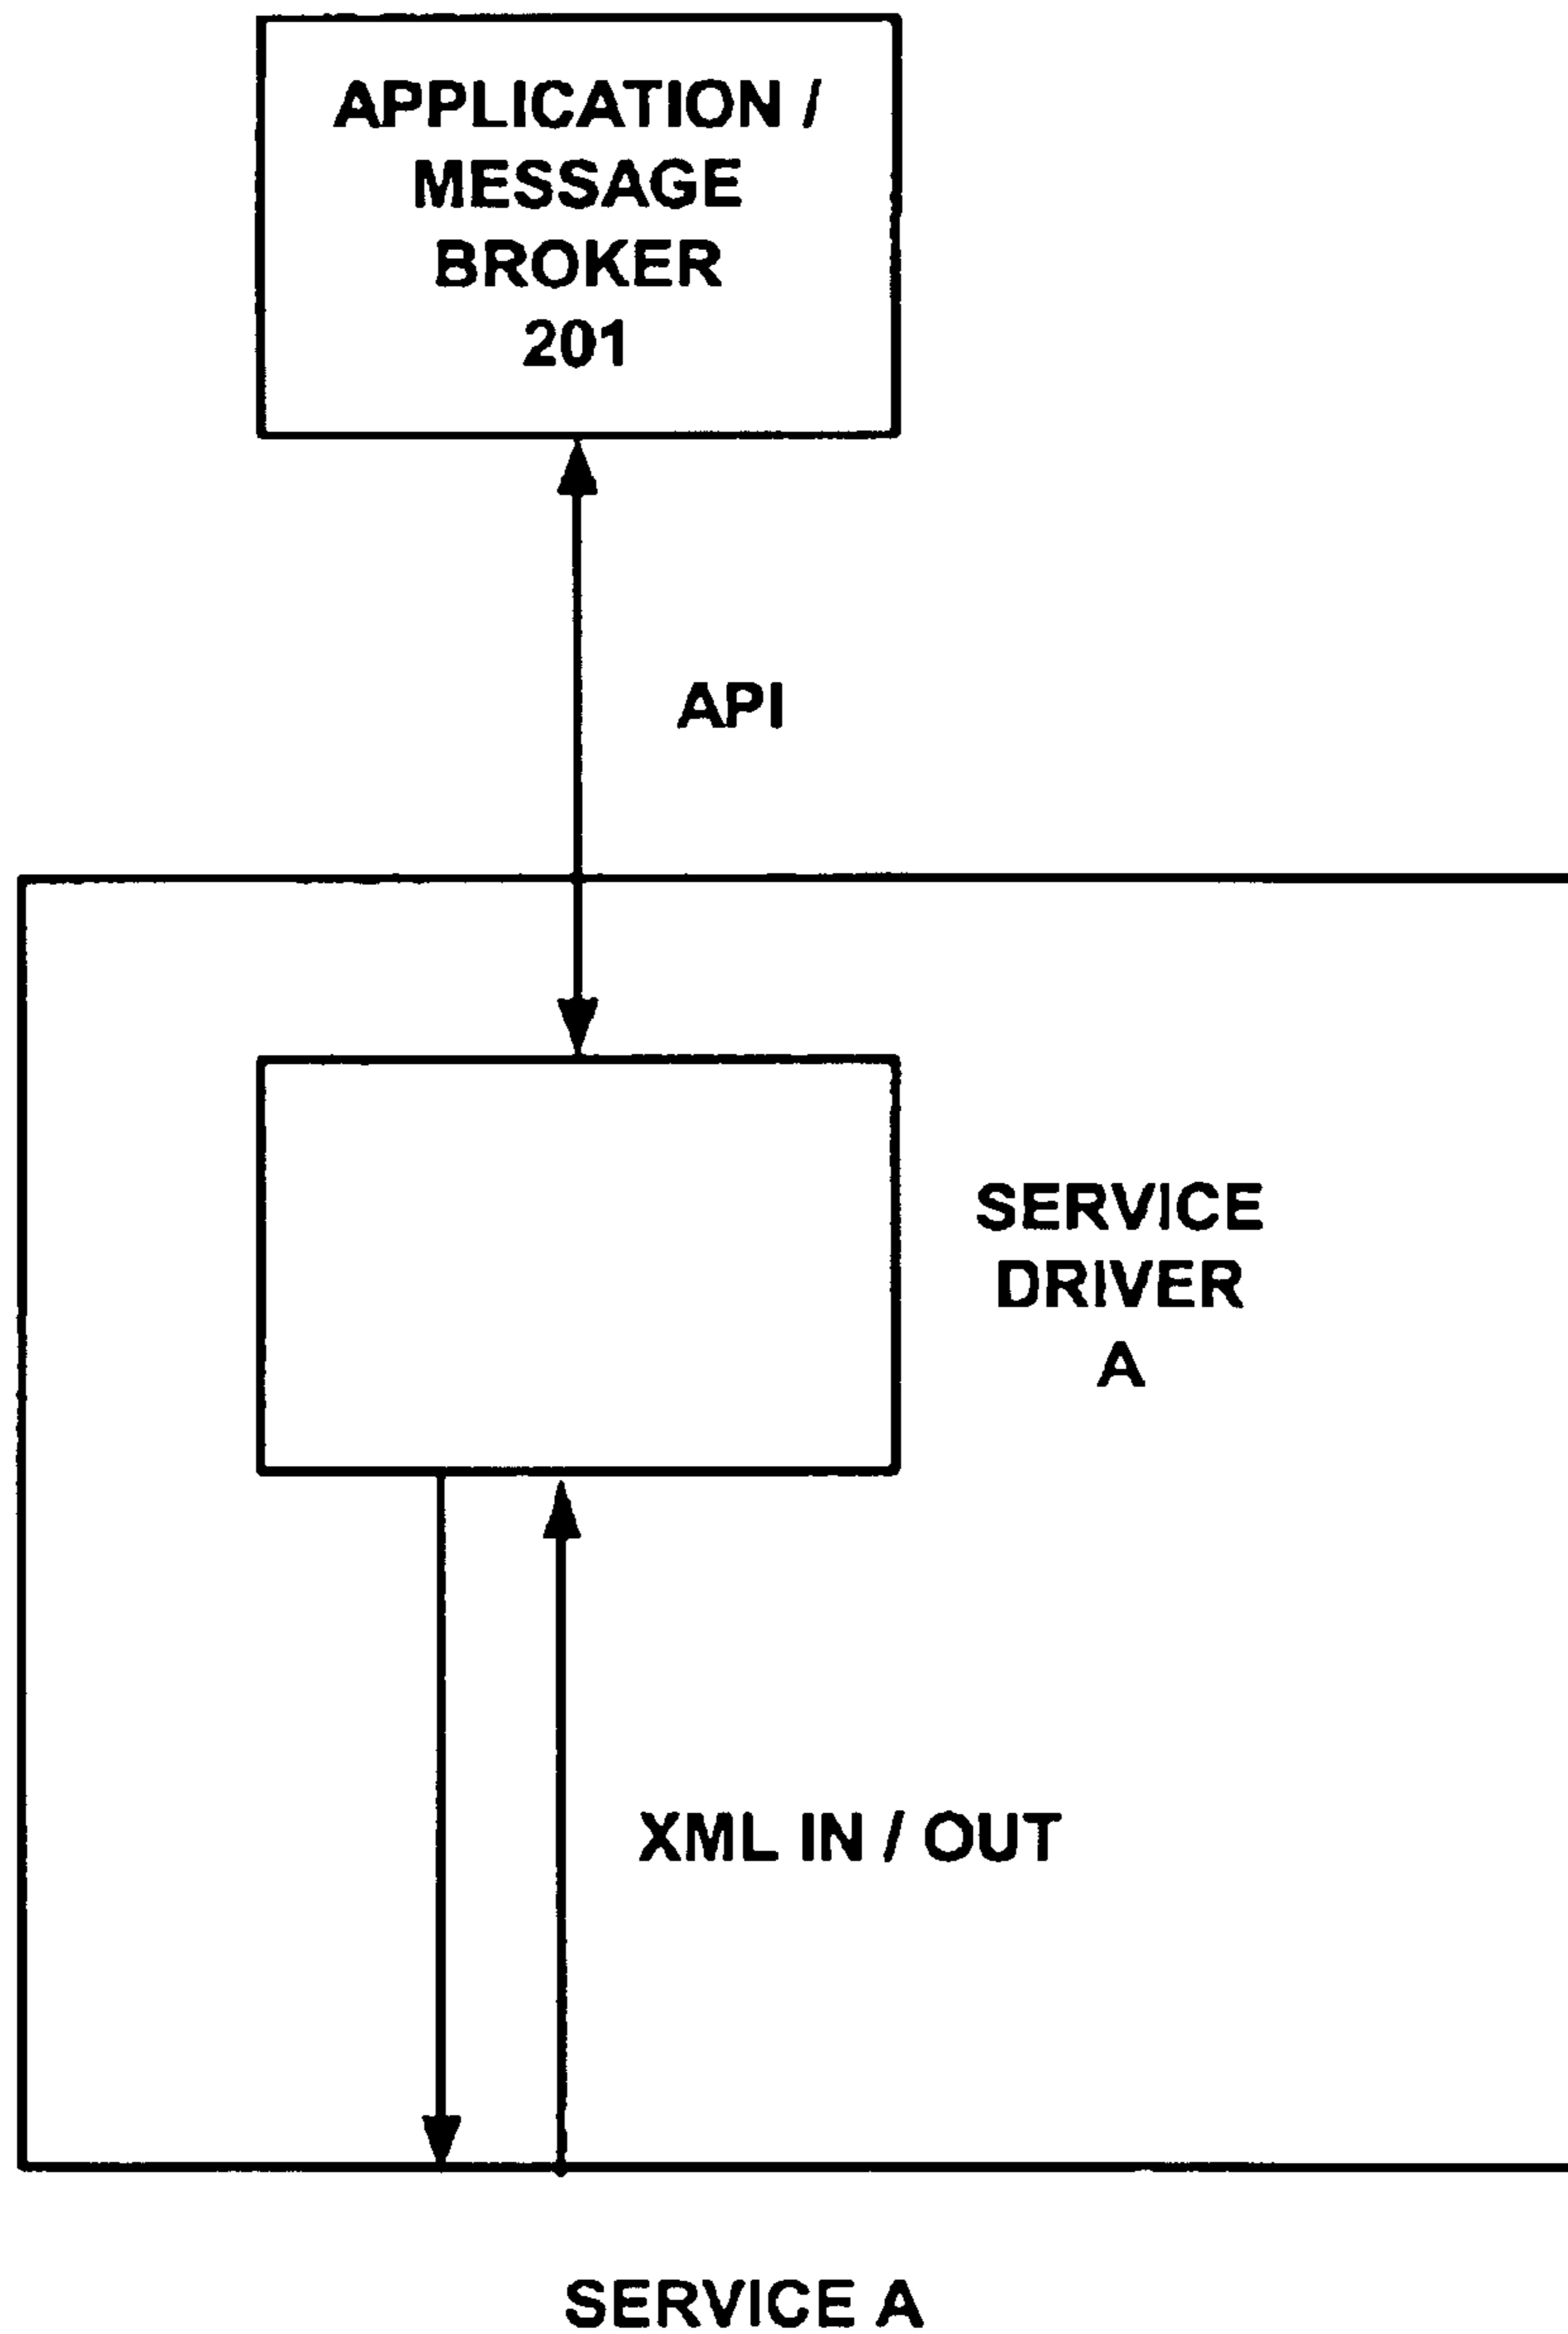 APPLICATION /
MESSAGE
BROKER
201
API
SERVICE
DRIVER
A
XML IN / OUT
SERVICE A